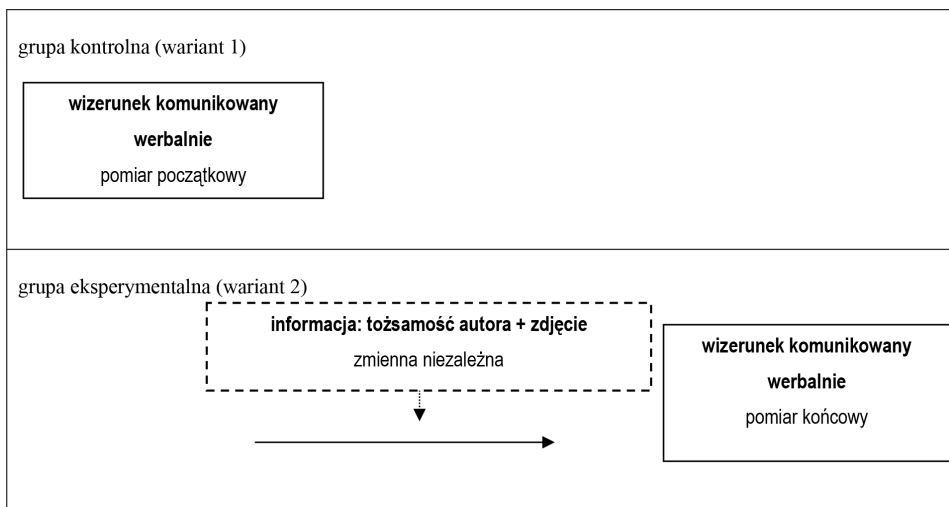 grupa kontrolna (wariant 1)
wizerunek komunikowany
werbalnie
pomiar początkowy
grupa eksperymentalna (wariant 2)
informacja: tożsamość autora + zdjęcie
zmienna niezależna
wizerunek komunikowany
werbalnie
pomiar końcowy